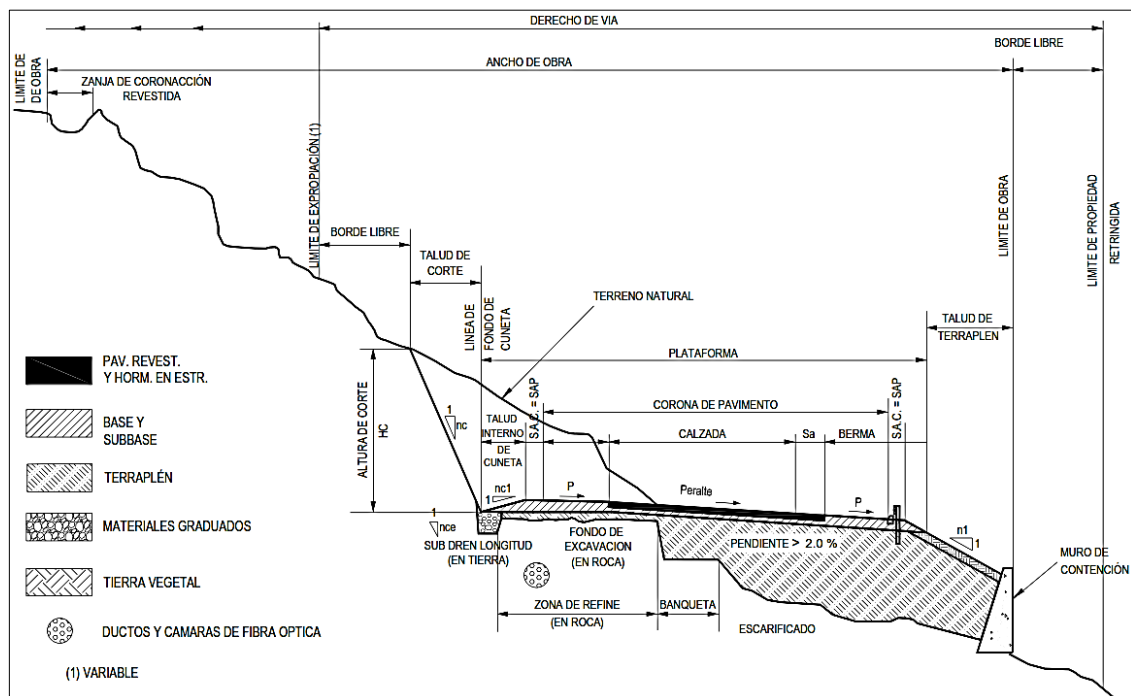 DERECHO DE VIA
BORDE LIBRE
ANCHO DE OBRA
LIMITE DE
DE OBRA
ZANJA DE CORONACCIÓN
REVESTIDA
LIMITE DE EXPROPIACIÓN (1)
LIMITE DE OBRA
LIMITE DE PROPIEDAD
RETRINGIDA
BORDE LIBRE
TALUD DE
CORTE
LINEA DE
FONDO DE
CUNETA
TERRENO NATURAL
TALUD DE
TERRAPLEN
PLATAFORMA
PAV. REVEST.
Y HORM. EN ESTR.
ALTURA DE CORTE
HC
1
nc
TALUD
INTERNO
DE
CUNETA
S.A.C. = SAP
CORONA DE PAVIMENTO
S.A.C. = SAP
CALZADA
Sa
BERMA
BASE Y
SUBBASE
TERRAPLÉN
nc1
1
P
Peralte
P
1
nce
n1
1
MATERIALES GRADUADOS
SUB DREN LONGITUD
(EN TIERRA)
FONDO DE
EXCAVACION
(EN ROCA)
PENDIENTE > 2.0 %
MURO DE
CONTENCIÓN
TIERRA VEGETAL
ZONA DE REFINE
(EN ROCA)
BANQUETA
ESCARIFICADO
DUCTOS Y CAMARAS DE FIBRA OPTICA
(1) VARIABLE